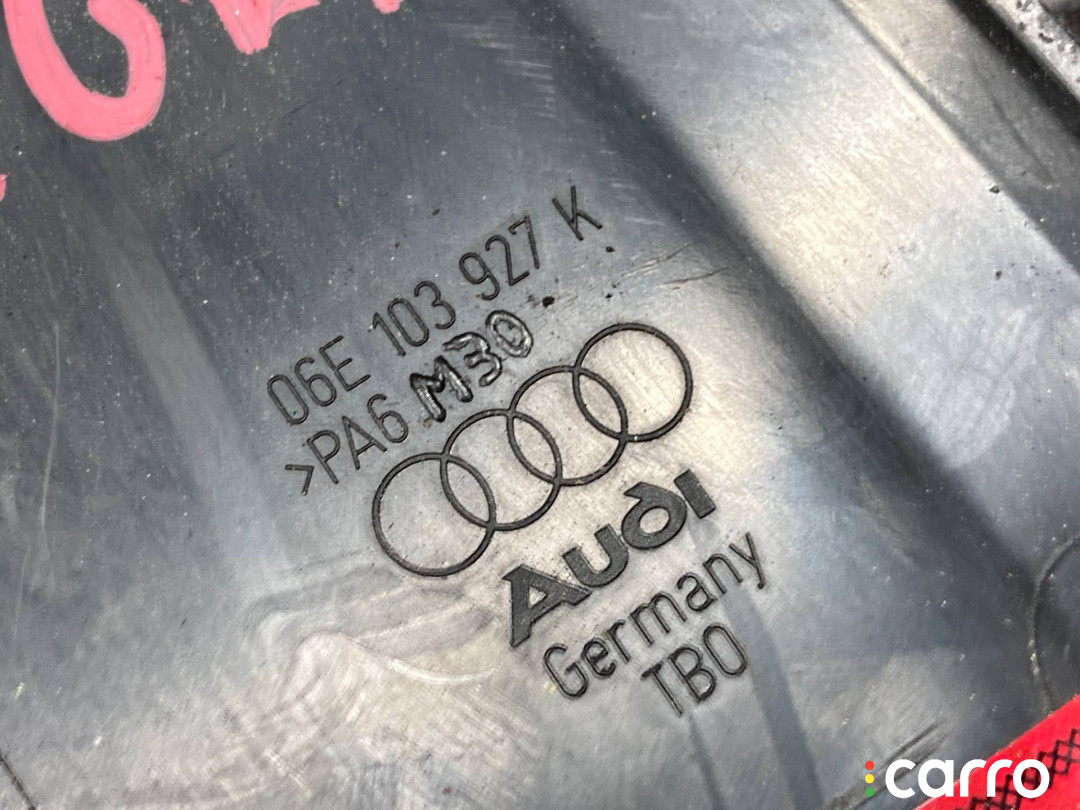 06E 103 927 K
>PA6 M30
Audi
Germany
TBO
carro